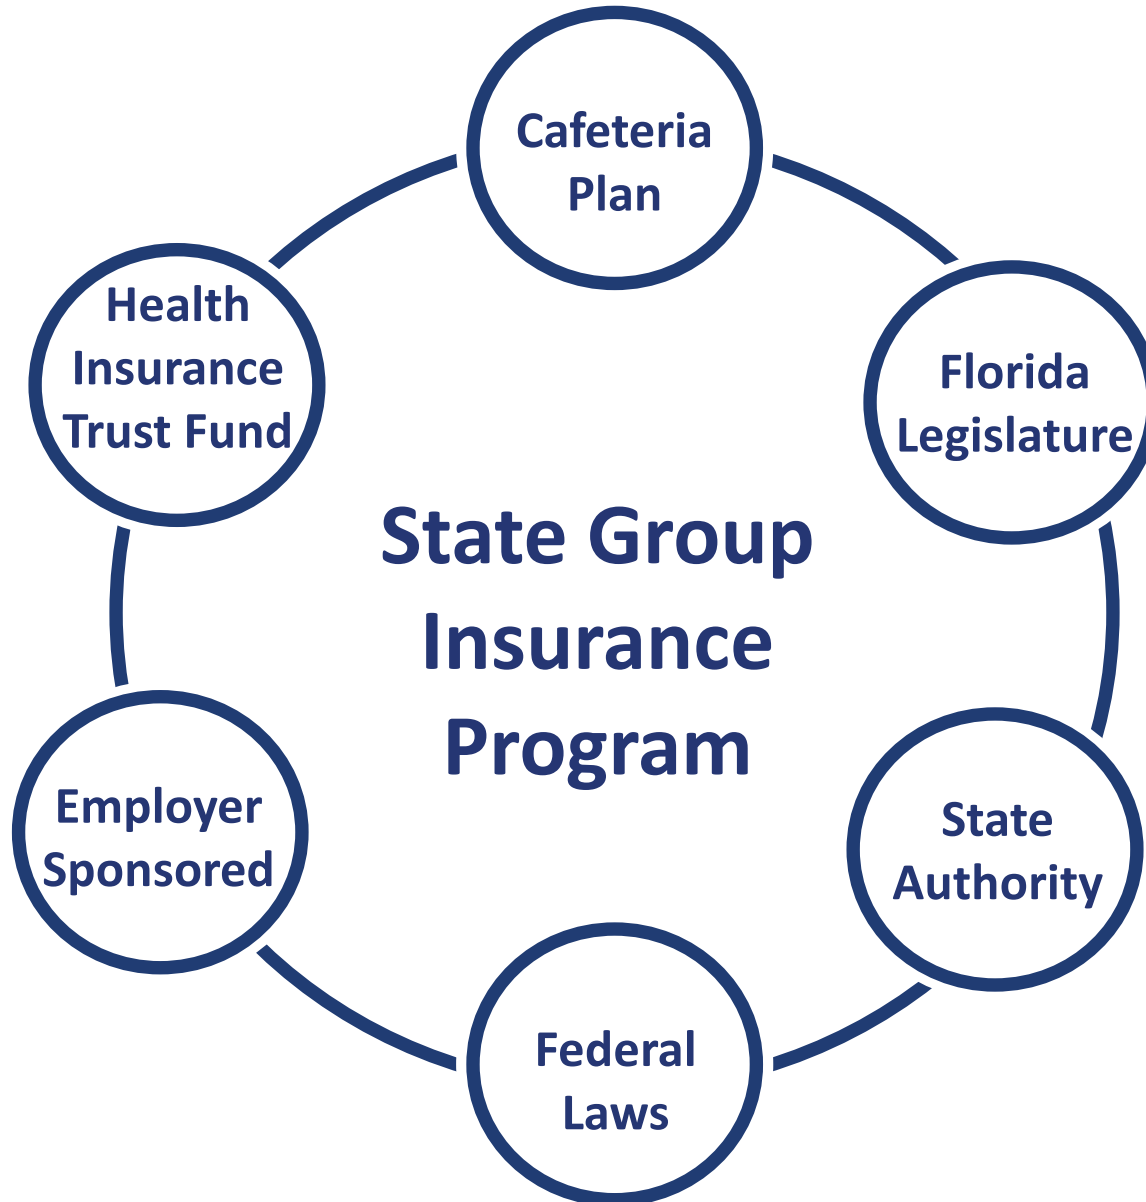 Cafeteria
Plan
Florida
Legislature
State
Authority
Federal
Laws
Employer
Sponsored
Health
Insurance
Trust Fund
State Group
Insurance
Program